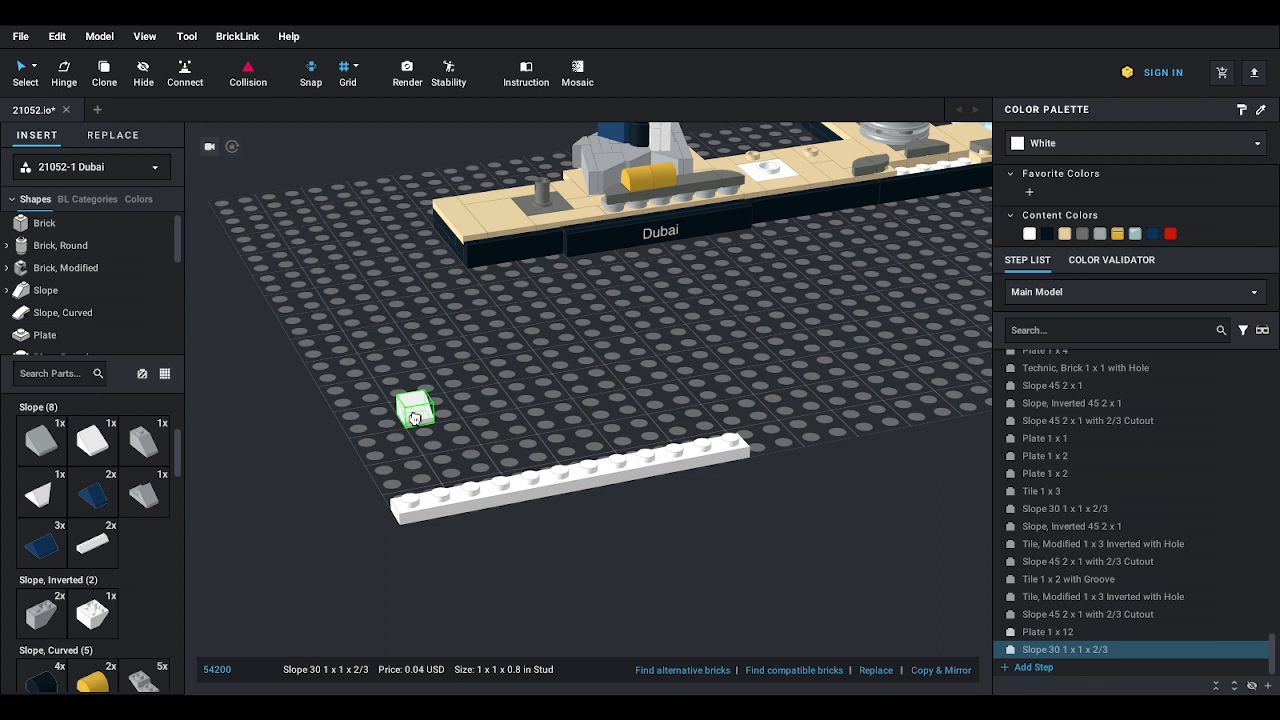 File Edit Model View Tool BrickLink Help
Select Hinge Clone Hide Connect Collision Snap Grid Render Stability Instruction Mosaic SIGN IN
21052.io* COLOR PALETTE
INSERT REPLACE
White
21052-1 Dubai
Favorite Colors
Shapes BL Categories Colors
Content Colors
Brick
Brick, Round
Brick, Modified
Slope
Slope, Curved
Plate
Dubai
STEP LIST COLOR VALIDATOR
Main Model
Search...
Plate 1 x 4
Technic, Brick 1 x 1 with Hole
Slope 45 2 x 1
Slope, Inverted 45 2 x 1
Slope 45 2 x 1 with 2/3 Cutout
Plate 1 x 1
Plate 1 x 2
Plate 1 x 2
Tile 1 x 3
Slope 30 1 x 1 x 2/3
Slope, Inverted 45 2 x 1
Tile, Modified 1 x 3 Inverted with Hole
Slope 45 2 x 1 with 2/3 Cutout
Tile 1 x 2 with Groove
Tile, Modified 1 x 3 Inverted with Hole
Slope 45 2 x 1 with 2/3 Cutout
Plate 1 x 12
Slope 30 1 x 1 x 2/3
+ Add Step
Search Parts...
Slope (8)
1x 1x 1x
1x 2x 1x
3x 2x
Slope, Inverted (2)
2x 1x
Slope, Curved (5)
4x 2x 5x
54200 Slope 30 1 x 1 x 2/3 Price: 0.04 USD Size: 1 x 1 x 0.8 in Stud Find alternative bricks | Find compatible bricks | Replace | Copy & Mirror